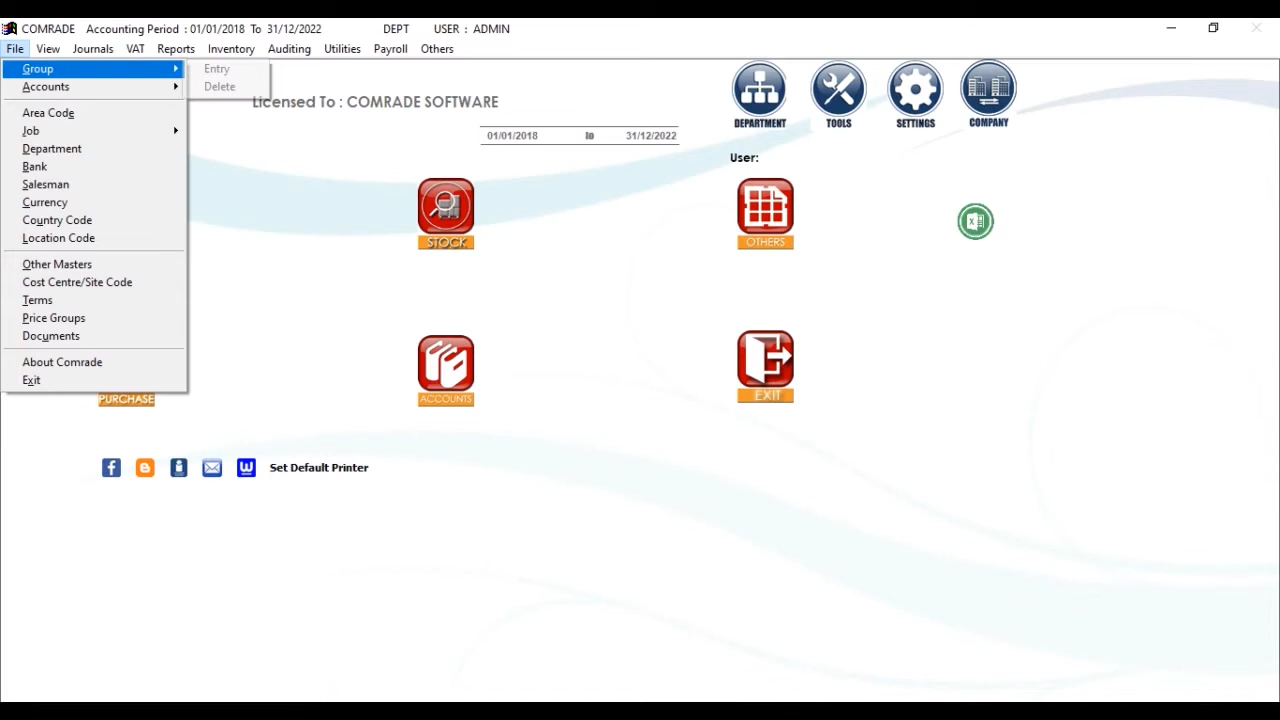 COMRADE Accounting Period : 01/01/2018 To 31/12/2022 DEPT USER : ADMIN
File View Journals VAT Reports Inventory Auditing Utilities Payroll Others
Group
Accounts
Area Code
Job
Department
Bank
Salesman
Currency
Country Code
Location Code
Other Masters
Cost Centre/Site Code
Terms
Price Groups
Documents
About Comrade
Exit
Entry
Delete
Licensed To : COMRADE SOFTWARE
01/01/2018 to 31/12/2022
DEPARTMENT TOOLS SETTINGS COMPANY
User:
STOCK OTHERS
PURCHASE ACCOUNTS EXIT
Set Default Printer